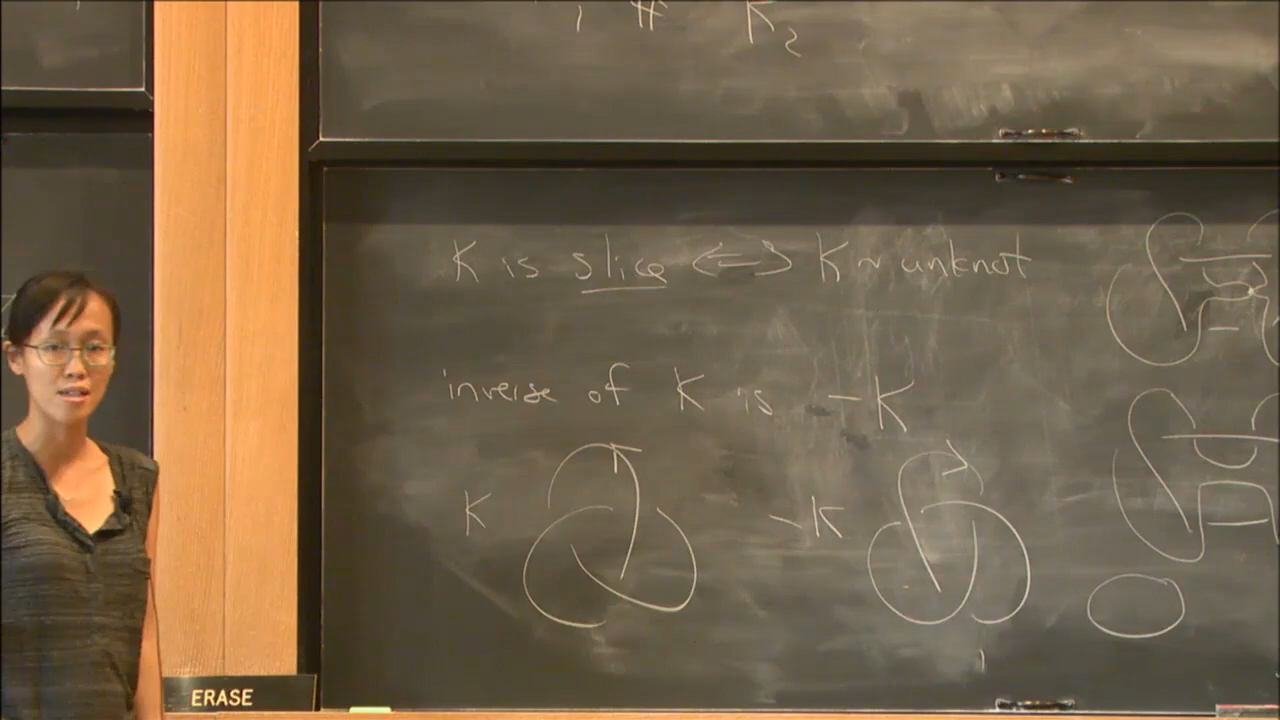 # K₂
K is slice ⟺ K ~ unknot
inverse of K is -K
K -K
ERASE